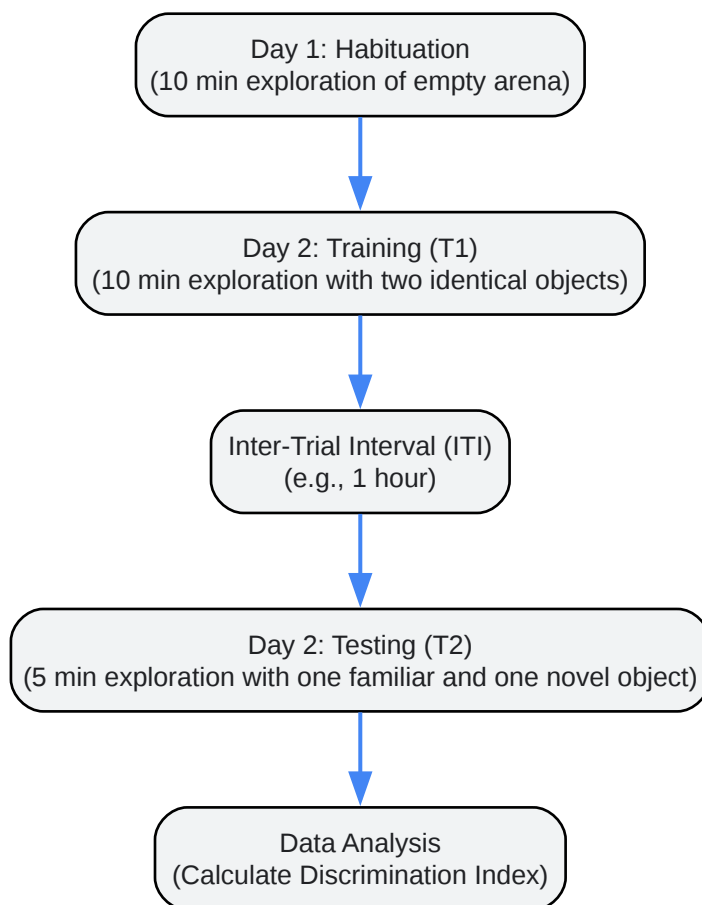 Day 1: Habituation
(10 min exploration of empty arena)
Day 2: Training (T1)
(10 min exploration with two identical objects)
Inter-Trial Interval (ITI)
(e.g., 1 hour)
Day 2: Testing (T2)
(5 min exploration with one familiar and one novel object)
Data Analysis
(Calculate Discrimination Index)